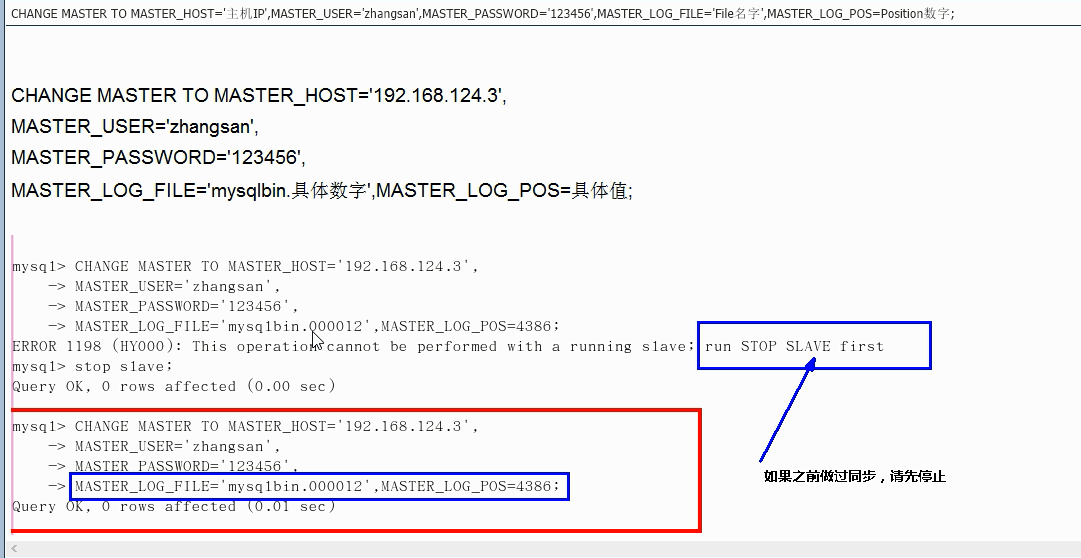 CHANGE MASTER TO MASTER_HOST='主机IP',MASTER_USER='zhangsan',MASTER_PASSWORD='123456',MASTER_LOG_FILE='File名字',MASTER_LOG_POS=Position数字;
CHANGE MASTER TO MASTER_HOST='192.168.124.3',
MASTER_USER='zhangsan',
MASTER_PASSWORD='123456',
MASTER_LOG_FILE='mysqlbin.具体数字',MASTER_LOG_POS=具体值;
mysql> CHANGE MASTER TO MASTER_HOST='192.168.124.3',
-> MASTER_USER='zhangsan',
-> MASTER_PASSWORD='123456',
-> MASTER_LOG_FILE='mysqlbin.000012',MASTER_LOG_POS=4386;
ERROR 1198 (HY000): This operation cannot be performed with a running slave; run STOP SLAVE first
mysql> stop slave;
Query OK, 0 rows affected (0.00 sec)
mysql> CHANGE MASTER TO MASTER_HOST='192.168.124.3',
-> MASTER_USER='zhangsan',
-> MASTER_PASSWORD='123456',
-> MASTER_LOG_FILE='mysqlbin.000012',MASTER_LOG_POS=4386;
如果之前做过同步，请先停止
Query OK, 0 rows affected (0.01 sec)